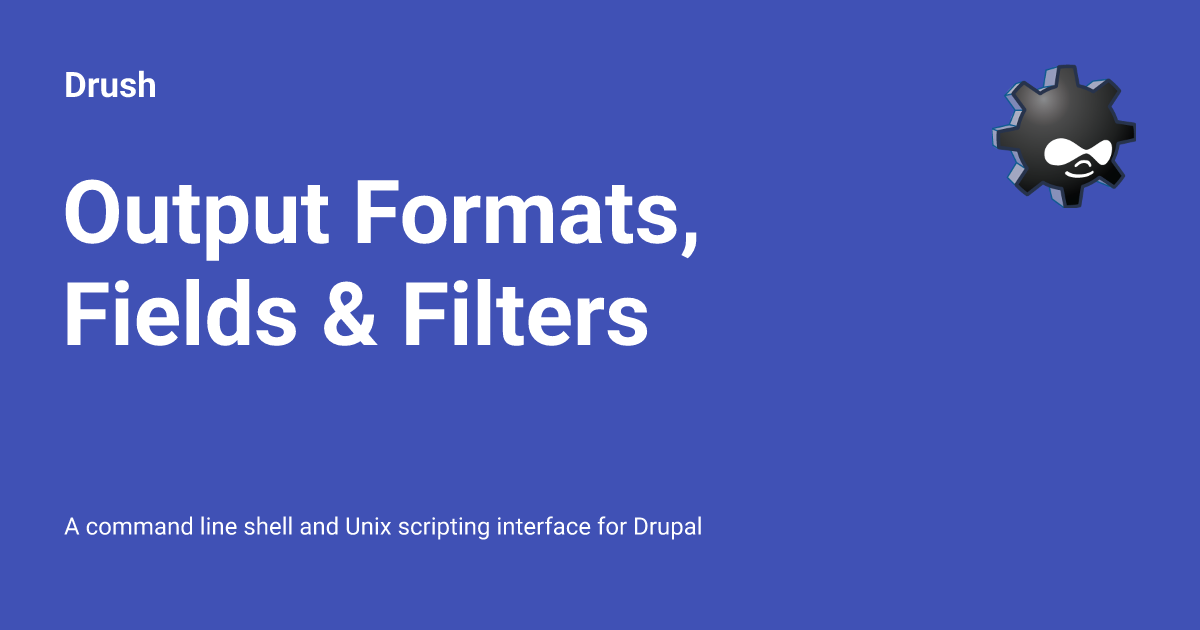 Drush
Output Formats,
Fields & Filters
A command line shell and Unix scripting interface for Drupal